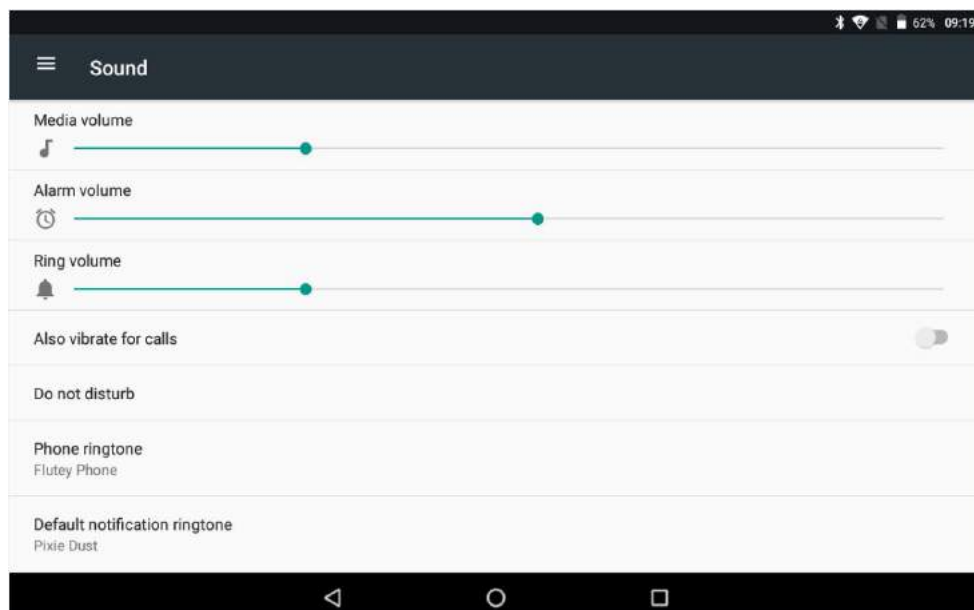 62% 09:19
Sound
Media volume
Alarm volume
Ring volume
Also vibrate for calls
Do not disturb
Phone ringtone
Flutey Phone
Default notification ringtone
Pixie Dust